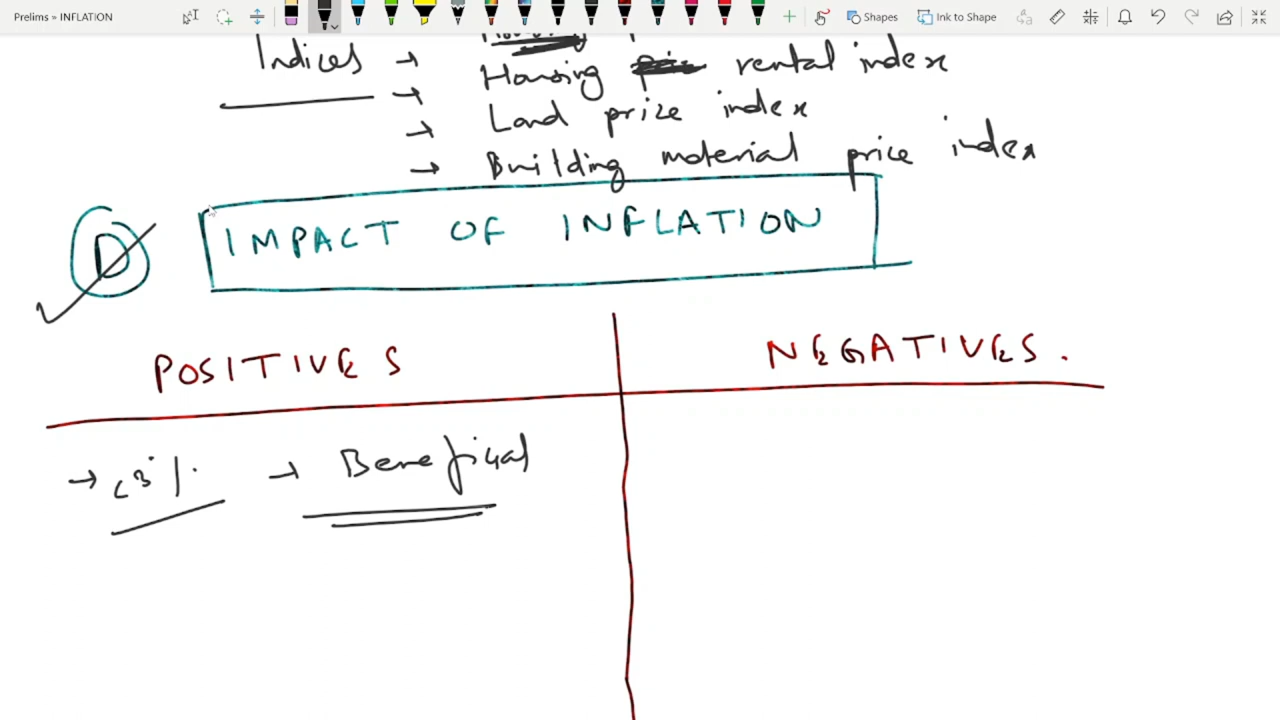 Prelims » INFLATION
Shapes
Ink to Shape
Indices →
→ Housing rental index
→ Land price index
→ Building material price index
D
IMPACT OF INFLATION
POSITIVES
NEGATIVES.
→ <3% → Beneficial